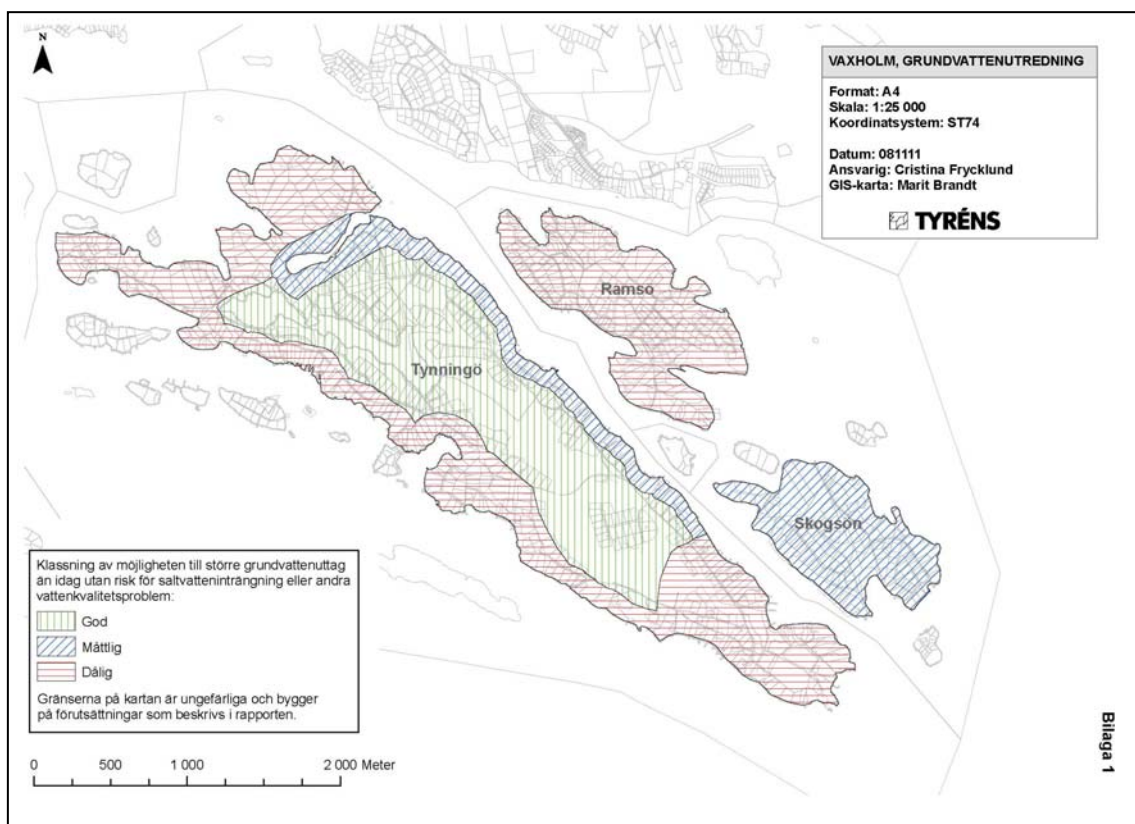 N
VAXHOLM, GRUNDVATTENUTREDNING
Format: A4
Skala: 1:25 000
Koordinatsystem: ST74
Datum: 081111
Ansvarig: Cristina Frycklund
GIS-karta: Marit Brandt
TYRÉNS
Ramsö
Tynningö
Skogsön
Klassning av möjligheten till större grundvattenuttag
än idag utan risk för saltvatteninträngning eller andra
vattenkvalitetsproblem:
God
Måttlig
Dålig
Gränserna på kartan är ungefärliga och bygger
på förutsättningar som beskrivs i rapporten.
0 500 1 000 2 000 Meter
Bilaga 1